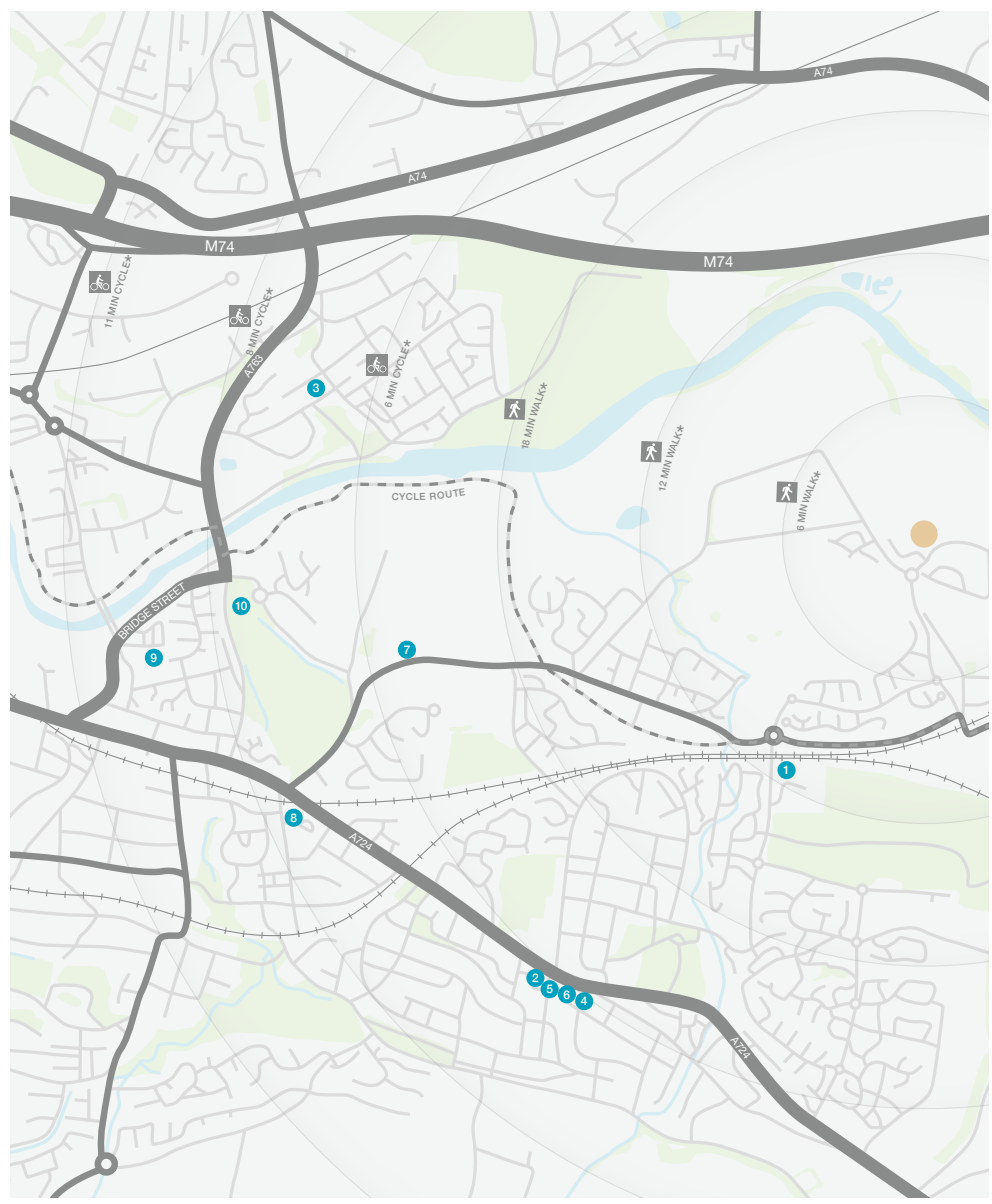 A74
A74
M74
M74
11 MIN CYCLE*
8 MIN CYCLE*
A763
6 MIN CYCLE*
3
18 MIN WALK*
12 MIN WALK*
6 MIN WALK*
CYCLE ROUTE
BRIDGE STREET
10
9
7
1
8
A724
2
5
6
4
A724